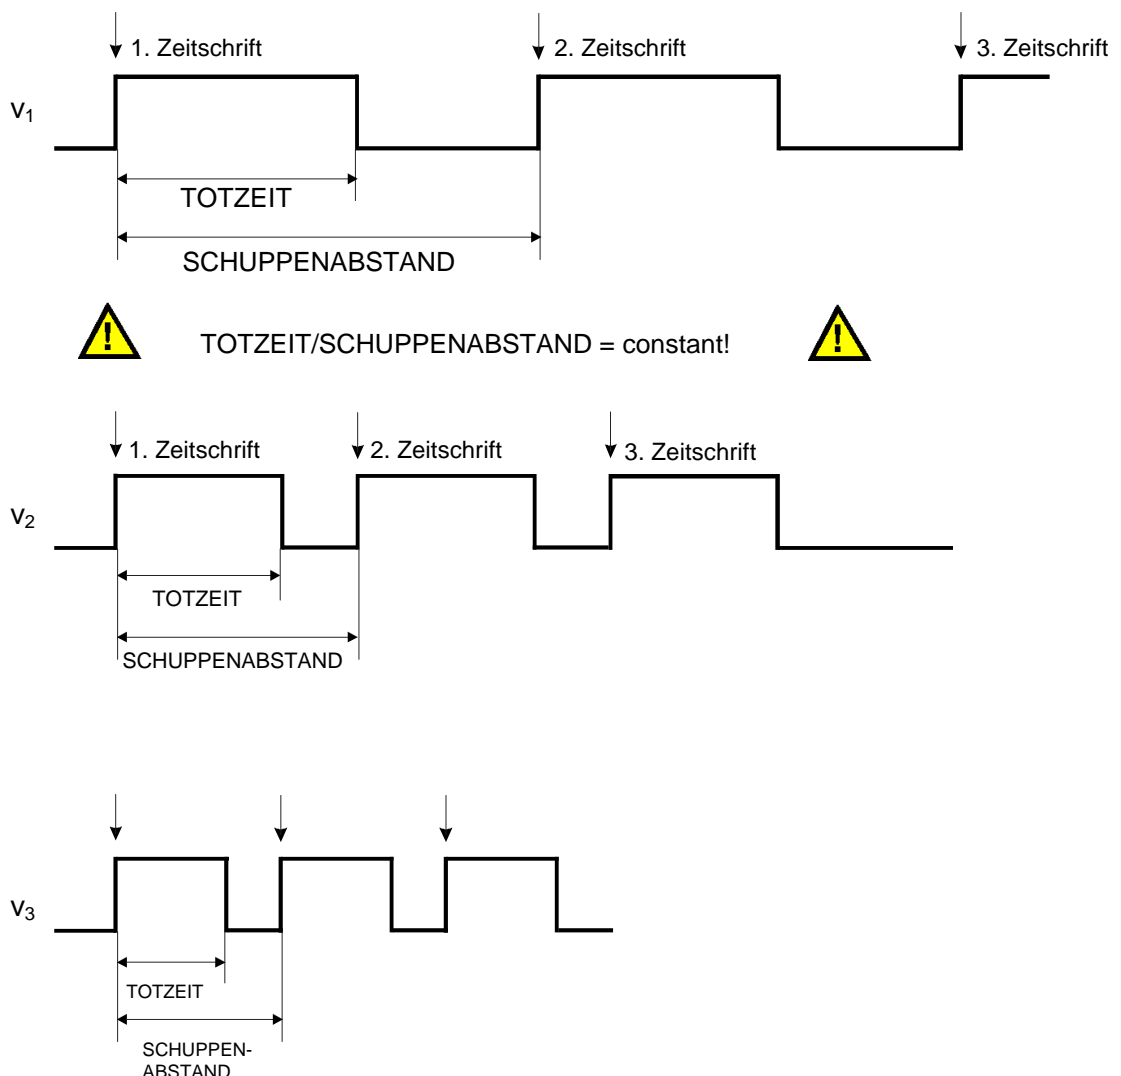 1. Zeitschrift 2. Zeitschrift 3. Zeitschrift
v₁
TOTZEIT
SCHUPPENABSTAND
! TOTZEIT/SCHUPPENABSTAND = constant! !
1. Zeitschrift 2. Zeitschrift 3. Zeitschrift
v₂
TOTZEIT
SCHUPPENABSTAND
v₃
TOTZEIT
SCHUPPEN-
ABSTAND